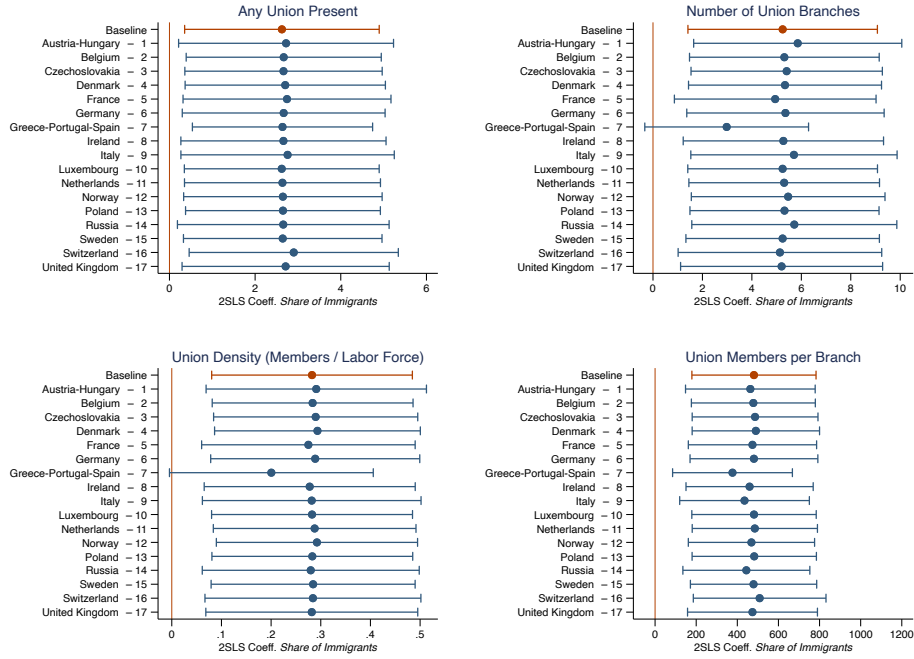 Any Union Present
Baseline
Austria-Hungary - 1
Belgium - 2
Czechoslovakia - 3
Denmark - 4
France - 5
Germany - 6
Greece-Portugal-Spain - 7
Ireland - 8
Italy - 9
Luxembourg - 10
Netherlands - 11
Norway - 12
Poland - 13
Russia - 14
Sweden - 15
Switzerland - 16
United Kingdom - 17
0 2 4 6
2SLS Coeff. Share of Immigrants
Number of Union Branches
Baseline
Austria-Hungary - 1
Belgium - 2
Czechoslovakia - 3
Denmark - 4
France - 5
Germany - 6
Greece-Portugal-Spain - 7
Ireland - 8
Italy - 9
Luxembourg - 10
Netherlands - 11
Norway - 12
Poland - 13
Russia - 14
Sweden - 15
Switzerland - 16
United Kingdom - 17
0 2 4 6 8 10
2SLS Coeff. Share of Immigrants
Union Density (Members / Labor Force)
Baseline
Austria-Hungary - 1
Belgium - 2
Czechoslovakia - 3
Denmark - 4
France - 5
Germany - 6
Greece-Portugal-Spain - 7
Ireland - 8
Italy - 9
Luxembourg - 10
Netherlands - 11
Norway - 12
Poland - 13
Russia - 14
Sweden - 15
Switzerland - 16
United Kingdom - 17
0 .1 .2 .3 .4 .5
2SLS Coeff. Share of Immigrants
Union Members per Branch
Baseline
Austria-Hungary - 1
Belgium - 2
Czechoslovakia - 3
Denmark - 4
France - 5
Germany - 6
Greece-Portugal-Spain - 7
Ireland - 8
Italy - 9
Luxembourg - 10
Netherlands - 11
Norway - 12
Poland - 13
Russia - 14
Sweden - 15
Switzerland - 16
United Kingdom - 17
0 200 400 600 800 1000 1200
2SLS Coeff. Share of Immigrants